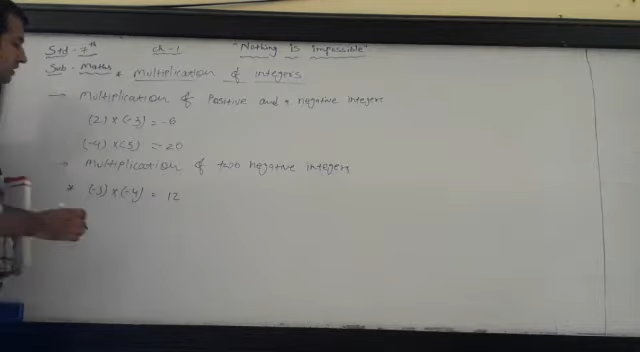 Std - 7th ch-1 "Nothing is impossible"
Sub - Maths * Multiplication of integers
→ Multiplication of Positive and a negative integers
(2) × (-3) = -6
(-4) × (5) = -20
→ Multiplication of two negative integers
* (-3) × (-4) = 12